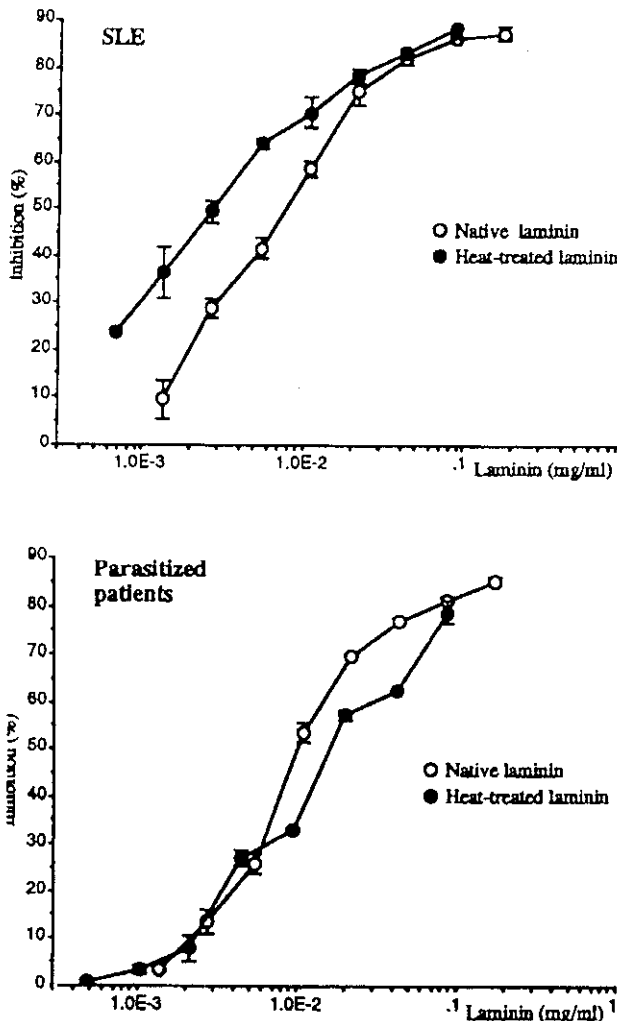 90
SLE
80
70
60
50
40
30
20
10
0
Inhibition (%)
Native laminin
Heat-treated laminin
1.0E-3
1.0E-2
.1
Laminin (mg/ml)
90
Parasitized
patients
80
70
60
50
40
30
20
10
0
(%)
Native laminin
Heat-treated laminin
1.0E-3
1.0E-2
.1
1
Laminin (mg/ml)